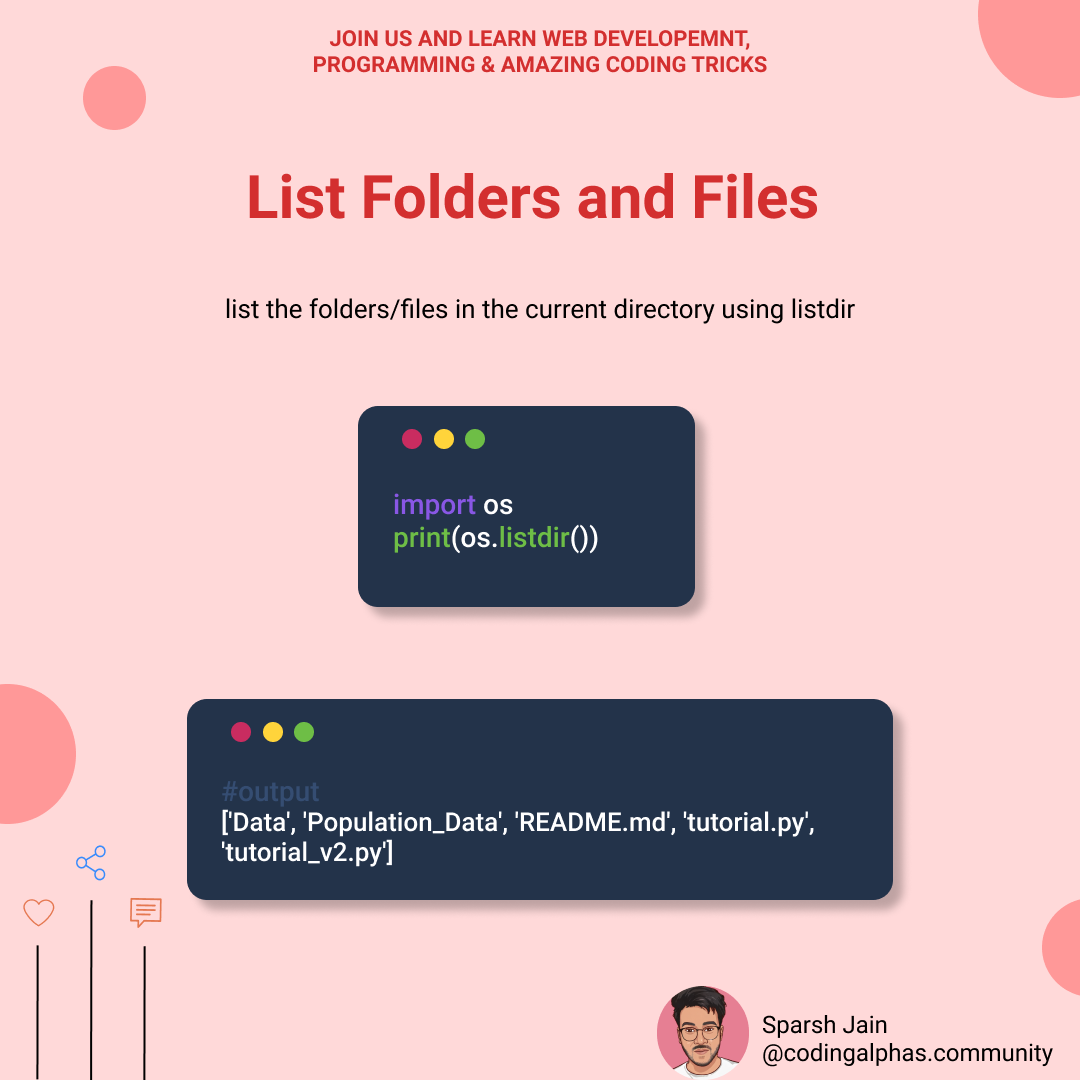 JOIN US AND LEARN WEB DEVELOPEMNT,
PROGRAMMING & AMAZING CODING TRICKS
List Folders and Files
list the folders/files in the current directory using listdir
import os
print(os.listdir())
#output
['Data', 'Population_Data', 'README.md', 'tutorial.py',
'tutorial_v2.py']
Sparsh Jain
@codingalphas.community